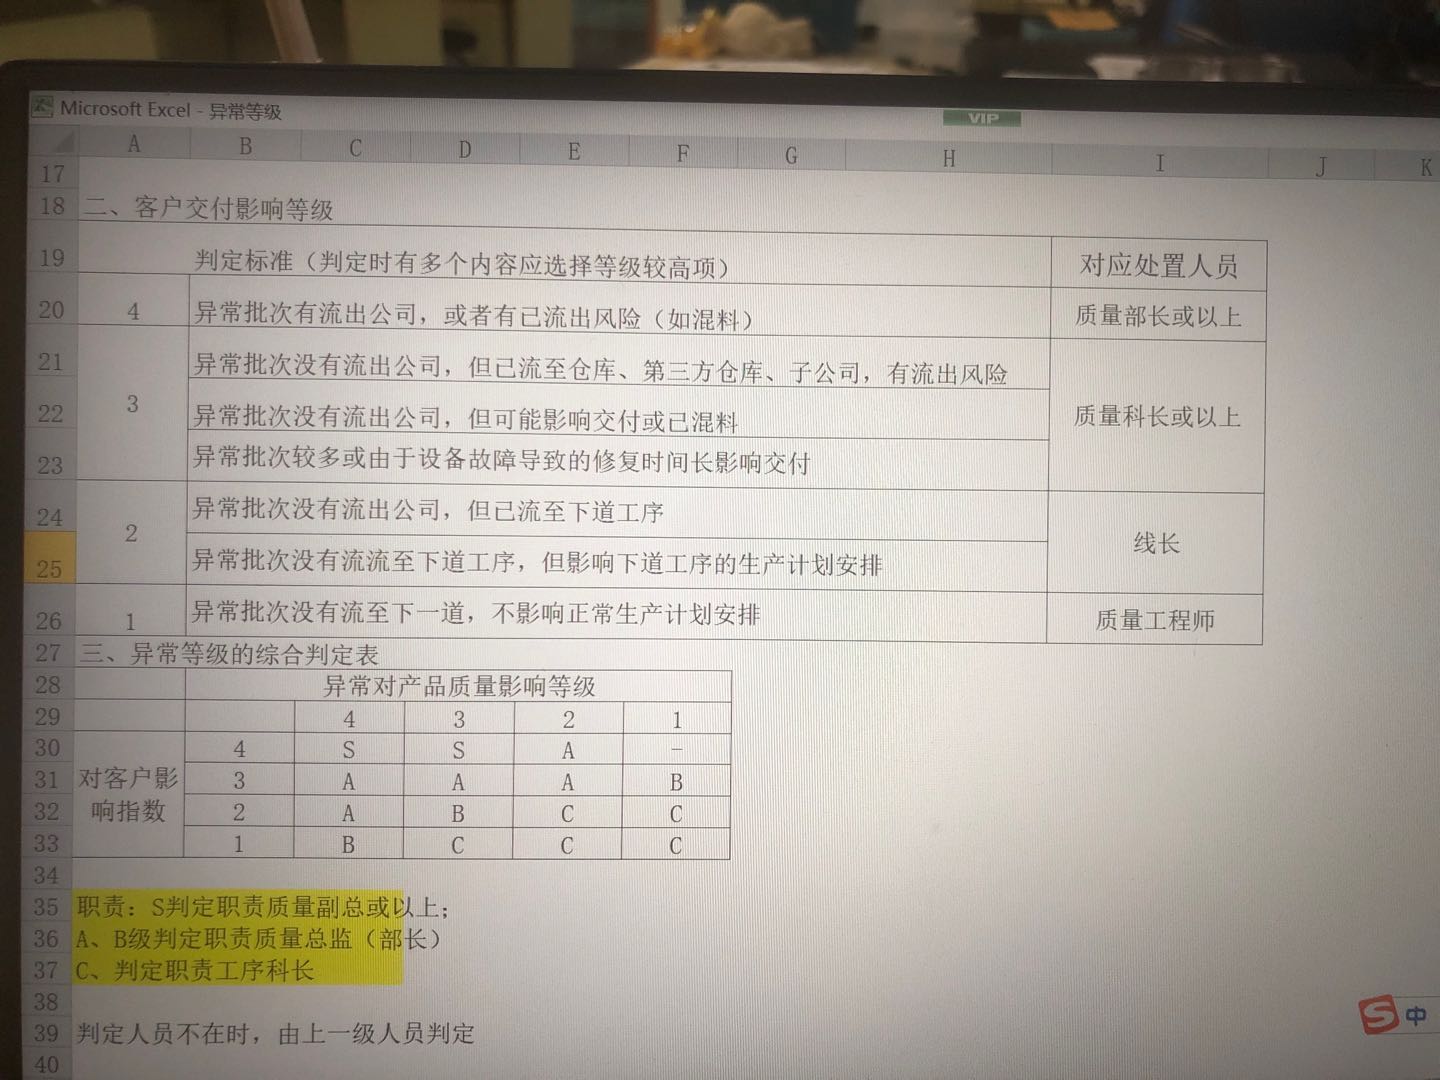 Microsoft Excel - 异常等级
VIP
A B C D E F G H I J K
17
18 二、客户交付影响等级
19 判定标准（判定时有多个内容应选择等级较高项） 对应处置人员
20 4 异常批次有流出公司，或者有已流出风险（如混料） 质量部长或以上
21 异常批次没有流出公司，但已流至仓库、第三方仓库、子公司，有流出风险
3 质量科长或以上
22 异常批次没有流出公司，但可能影响交付或已混料
23 异常批次较多或由于设备故障导致的修复时间长影响交付
24 异常批次没有流出公司，但已流至下道工序
2 线长
25 异常批次没有流流至下道工序，但影响下道工序的生产计划安排
26 1 异常批次没有流至下一道，不影响正常生产计划安排 质量工程师
27 三、异常等级的综合判定表
28 异常对产品质量影响等级
29 4 3 2 1
30 4 S S A -
31 对客户影 3 A A A B
32 响指数 2 A B C C
33 1 B C C C
34
35 职责：S判定职责质量副总或以上；
36 A、B级判定职责质量总监（部长）
37 C、判定职责工序科长
38
39 判定人员不在时，由上一级人员判定
40
S 中